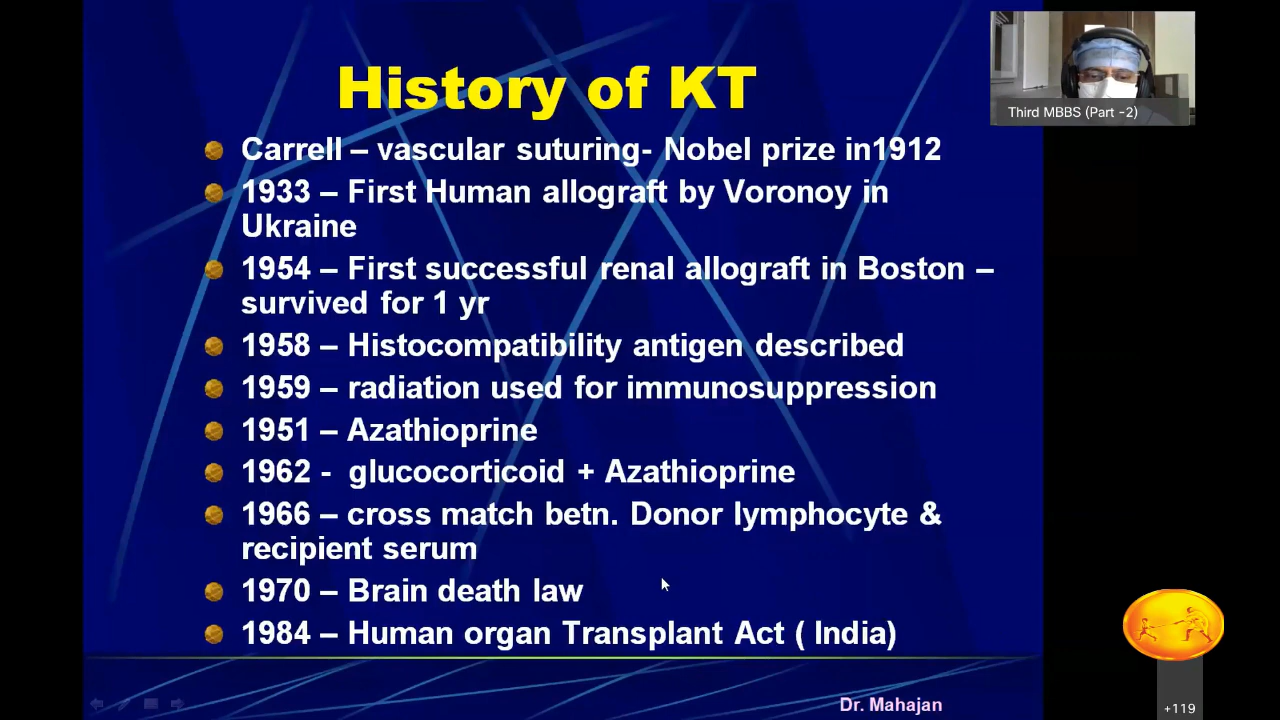 History of KT
Carrell – vascular suturing- Nobel prize in1912
1933 – First Human allograft by Voronoy in
Ukraine
1954 – First successful renal allograft in Boston –
survived for 1 yr
1958 – Histocompatibility antigen described
1959 – radiation used for immunosuppression
1951 – Azathioprine
1962 - glucocorticoid + Azathioprine
1966 – cross match betn. Donor lymphocyte &
recipient serum
1970 – Brain death law
1984 – Human organ Transplant Act ( India)
Dr. Mahajan
Third MBBS (Part -2)
+119